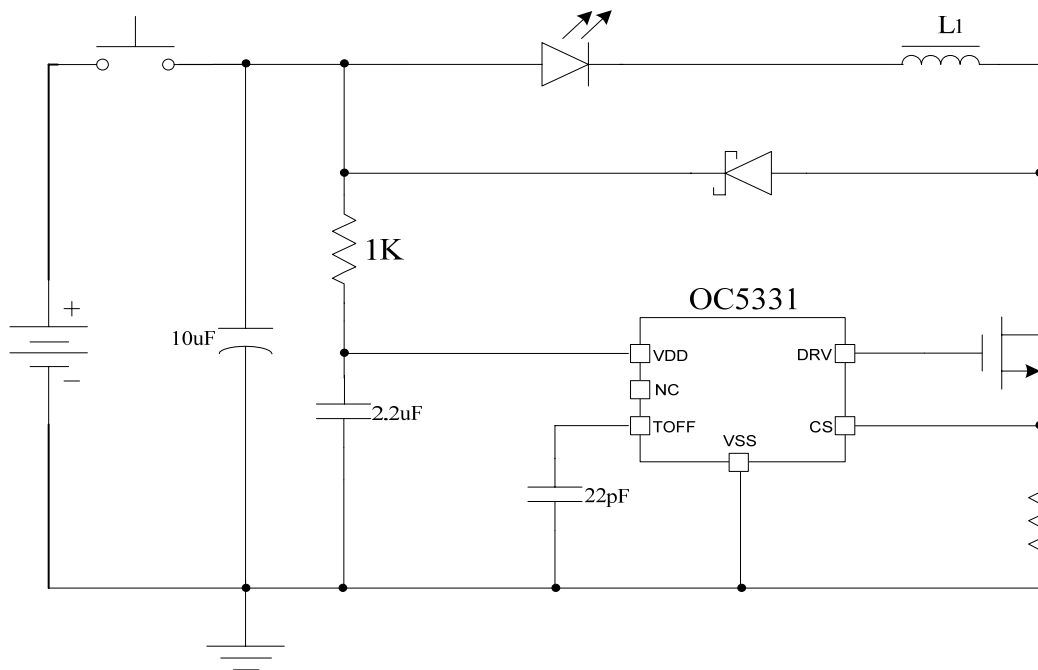 L1
1K
OC5331
+
10uF
VDD
DRV
NC
2.2uF
TOFF
CS
VSS
22pF
−